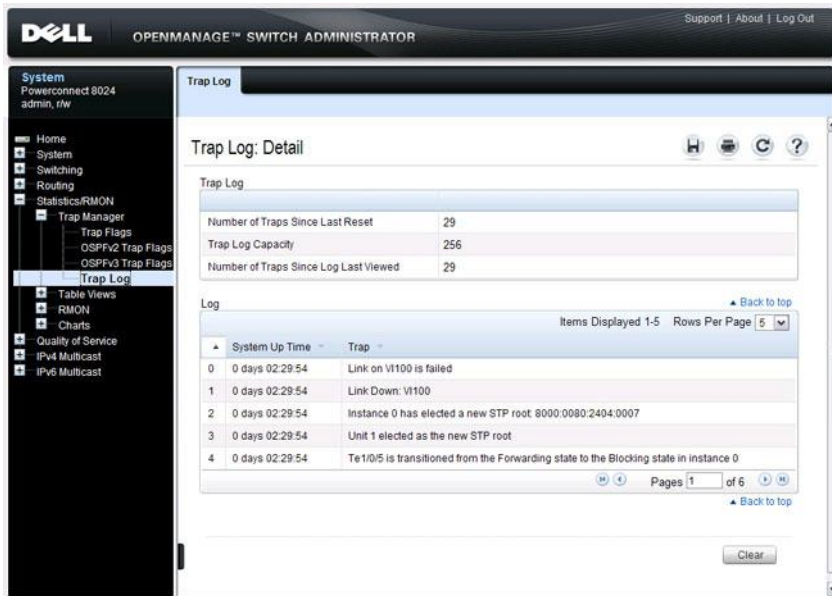 Support | About | Log Out
DELL OPENMANAGE™ SWITCH ADMINISTRATOR
System
Powerconnect 8024
admin, r/w
Home
System
Switching
Routing
Statistics/RMON
Trap Manager
Trap Flags
OSPFv2 Trap Flags
OSPFv3 Trap Flags
Trap Log
Table Views
RMON
Charts
Quality of Service
IPv4 Multicast
IPv6 Multicast
Trap Log
Trap Log: Detail
Trap Log
Number of Traps Since Last Reset 29
Trap Log Capacity 256
Number of Traps Since Log Last Viewed 29
Back to top
Log
Items Displayed 1-5 Rows Per Page 5
System Up Time Trap
0 0 days 02:29:54 Link on Vl100 is failed
1 0 days 02:29:54 Link Down: Vl100
2 0 days 02:29:54 Instance 0 has elected a new STP root: 8000:0080:2404:0007
3 0 days 02:29:54 Unit 1 elected as the new STP root
4 0 days 02:29:54 Te1/0/5 is transitioned from the Forwarding state to the Blocking state in instance 0
Pages 1 of 6
Back to top
Clear